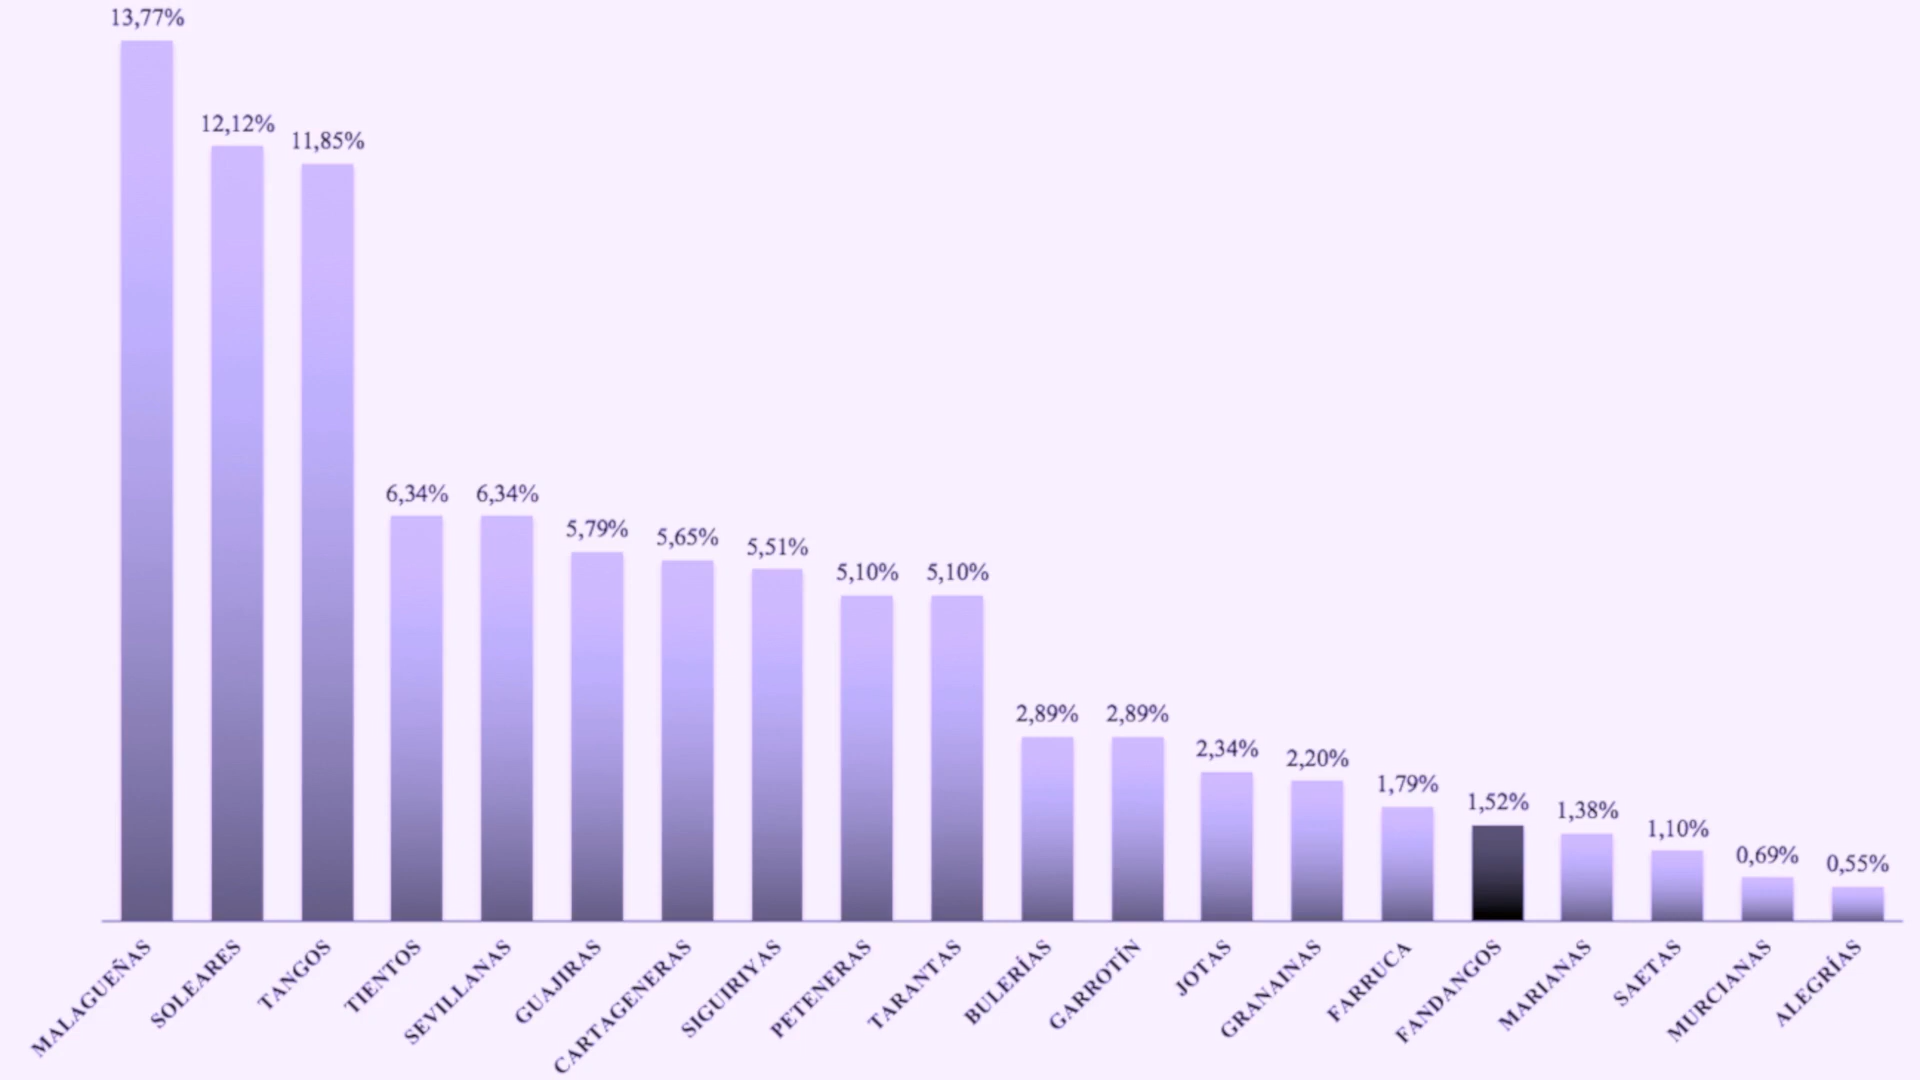 13,77%
12,12%
11,85%
6,34%
6,34%
5,79%
5,65%
5,51%
5,10%
5,10%
2,89%
2,89%
2,34%
2,20%
1,79%
1,52%
1,38%
1,10%
0,69%
0,55%
MALAGUEÑAS
SOLEARES
TANGOS
TIENTOS
SEVILLANAS
GUAJIRAS
CARTAGENERAS
SIGUIRIYAS
PETENERAS
TARANTAS
BULERÍAS
GARROTÍN
JOTAS
GRANAINAS
FARRUCA
FANDANGOS
MARIANAS
SAETAS
MURCIANAS
ALEGRÍAS